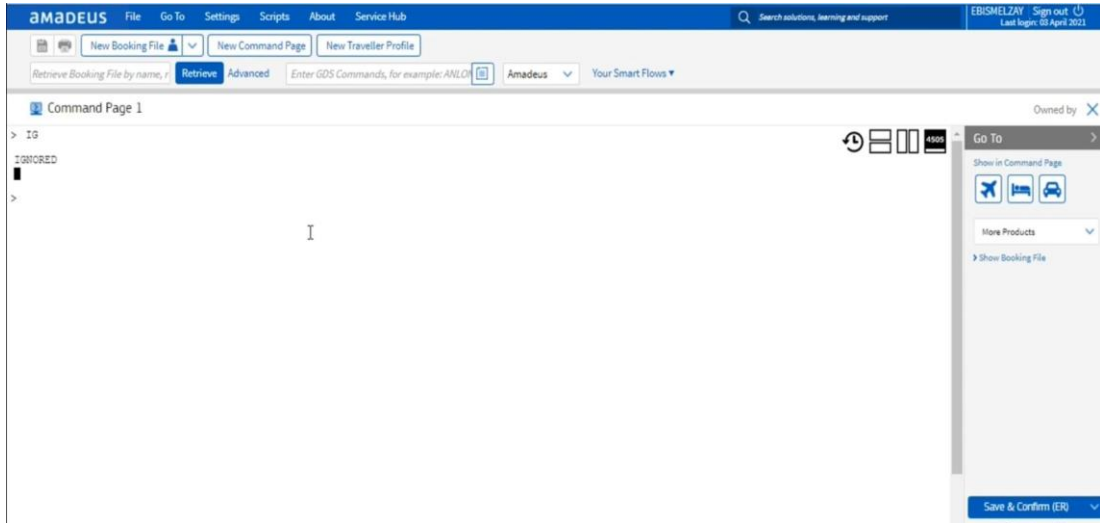 amadeus File Go To Settings Scripts About Service Hub Search solutions, learning and support EBISMELZAY Sign out
Last login: 03 April 2021
New Booking File New Command Page New Traveller Profile
Retrieve Booking File by name, r Retrieve Advanced Enter GDS Commands, for example: ANLO Amadeus Your Smart Flows
Command Page 1 Owned by
> IG
IGNORED
>
4505
Go To
Show in Command Page
More Products
Show Booking File
Save & Confirm (ER)